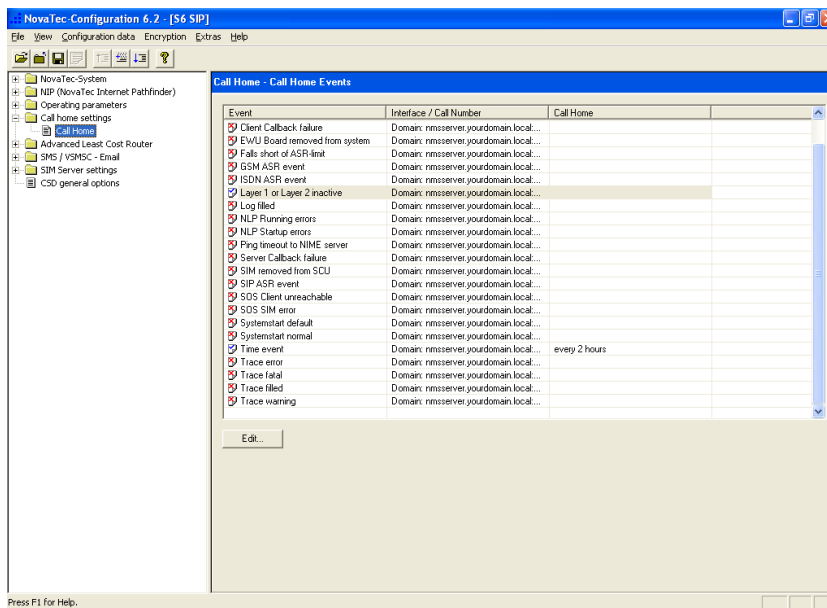 NovaTec-Configuration 6.2 - [S6 SIP]
File View Configuration data Encryption Extras Help
NovaTec-System
NIP (NovaTec Internet Pathfinder)
Operating parameters
Call home settings
Call Home
Advanced Least Cost Router
SMS / VSMSC - Email
SIM Server settings
CSD general options
Call Home - Call Home Events
Event Interface / Call Number Call Home
Client Callback failure Domain: nmsserver.yourdomain.local:...
EWU Board removed from system Domain: nmsserver.yourdomain.local:...
Falls short of ASR-limit Domain: nmsserver.yourdomain.local:...
GSM ASR event Domain: nmsserver.yourdomain.local:...
ISDN ASR event Domain: nmsserver.yourdomain.local:...
Layer 1 or Layer 2 inactive Domain: nmsserver.yourdomain.local:...
Log filled Domain: nmsserver.yourdomain.local:...
NLP Running errors Domain: nmsserver.yourdomain.local:...
NLP Startup errors Domain: nmsserver.yourdomain.local:...
Ping timeout to NIME server Domain: nmsserver.yourdomain.local:...
Server Callback failure Domain: nmsserver.yourdomain.local:...
SIM removed from SCU Domain: nmsserver.yourdomain.local:...
SIP ASR event Domain: nmsserver.yourdomain.local:...
SOS Client unreachable Domain: nmsserver.yourdomain.local:...
SOS SIM error Domain: nmsserver.yourdomain.local:...
Systemstart default Domain: nmsserver.yourdomain.local:...
Systemstart normal Domain: nmsserver.yourdomain.local:...
Time event Domain: nmsserver.yourdomain.local:... every 2 hours
Trace error Domain: nmsserver.yourdomain.local:...
Trace fatal Domain: nmsserver.yourdomain.local:...
Trace filled Domain: nmsserver.yourdomain.local:...
Trace warning Domain: nmsserver.yourdomain.local:...
Edit...
Press F1 for Help.